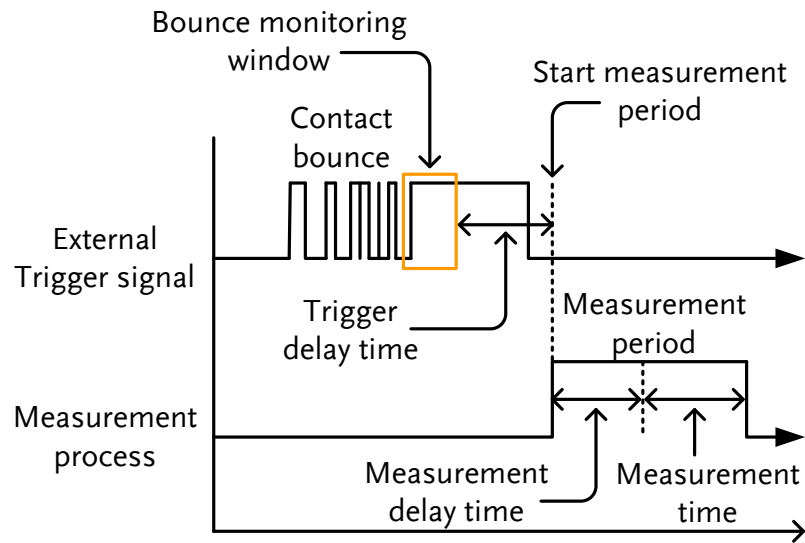 Bounce monitoring
window
Start measurement
period
Contact
bounce
External
Trigger signal
Trigger
delay time
Measurement
period
Measurement
process
Measurement
delay time
Measurement
time